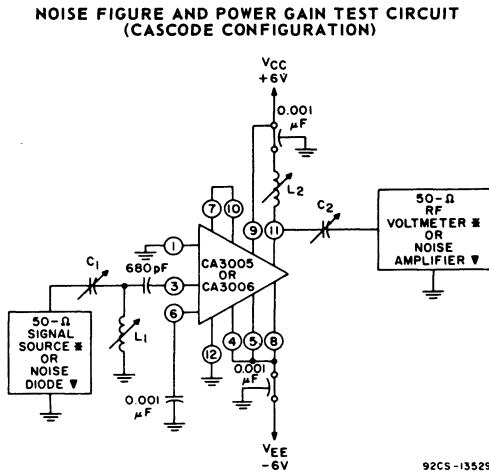 NOISE FIGURE AND POWER GAIN TEST CIRCUIT
(CASCODE CONFIGURATION)
VCC
+6V
0.001
μF
L2
7
10
C2
50-Ω
RF
VOLTMETER *
OR
NOISE
AMPLIFIER ▼
9
11
1
CA3005
OR
CA3006
C1
680pF
3
6
50-Ω
SIGNAL
SOURCE *
OR
NOISE
DIODE ▼
L1
12
4
5
8
0.001
μF
0.001
μF
VEE
-6V
92CS-13529